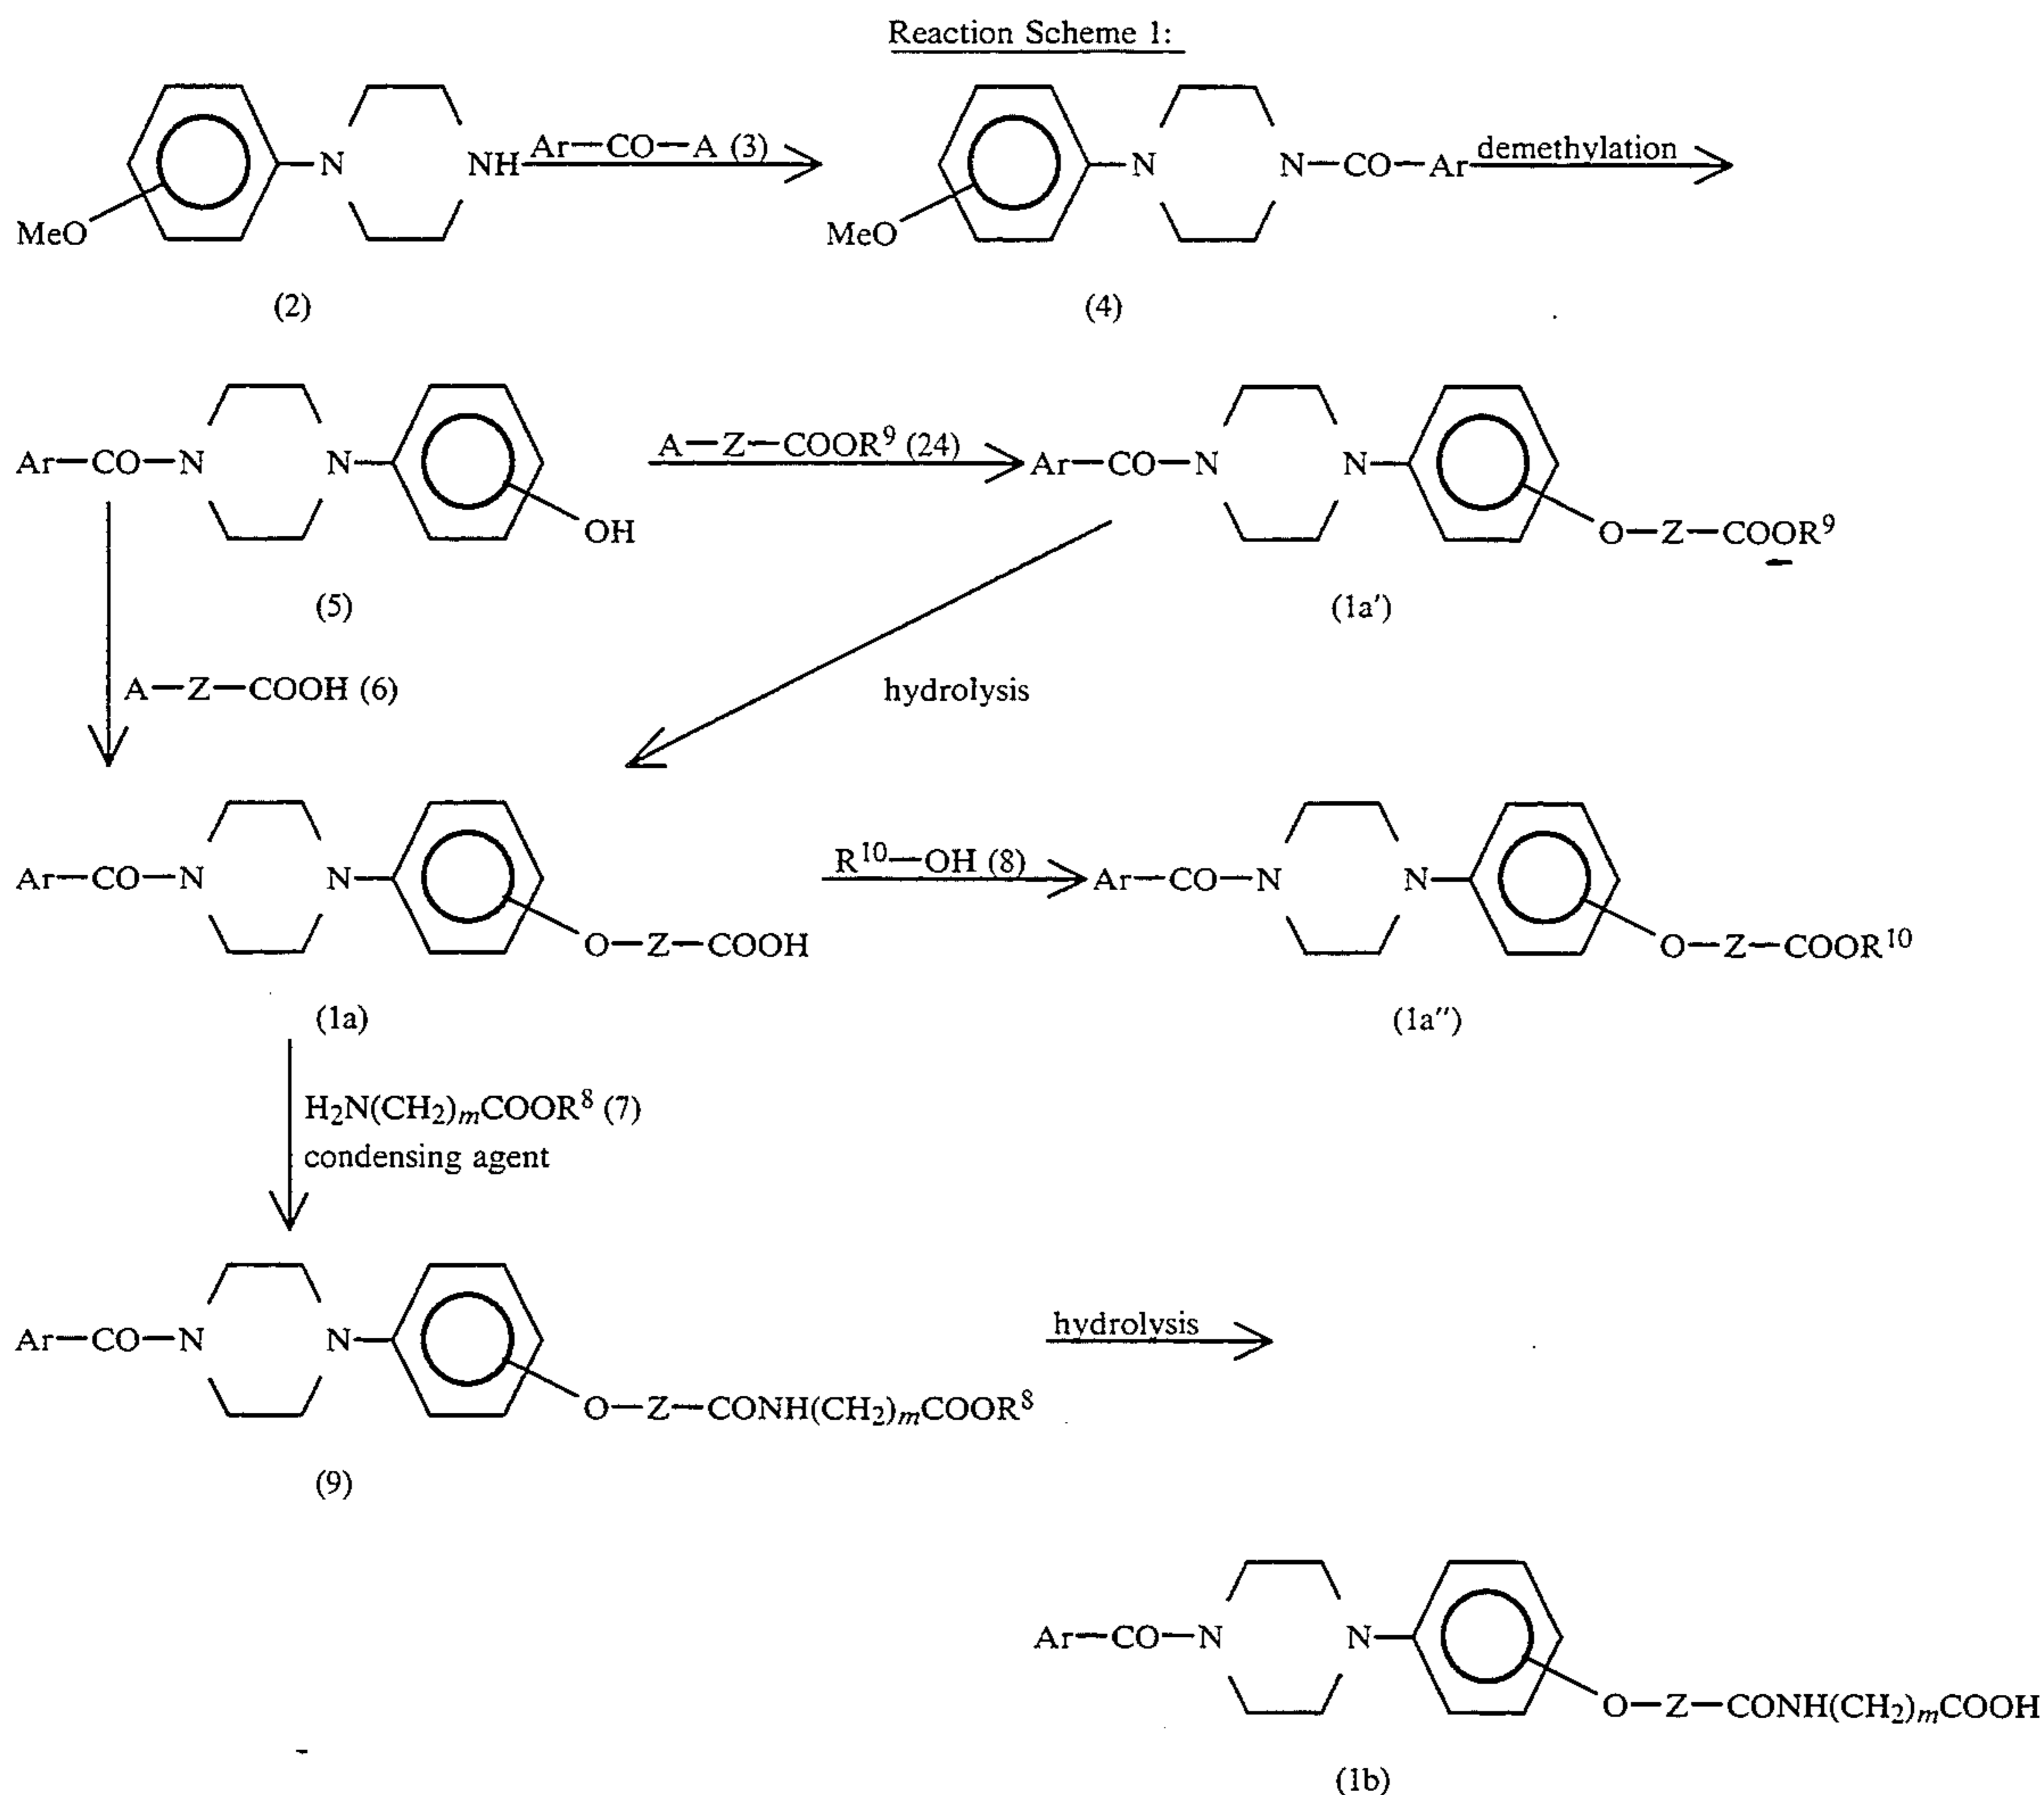 Reaction Scheme 1:
N NH Ar—CO—A (3) N N—CO—Ar demethylation
MeO MeO
(2) (4)
Ar—CO—N N A—Z—COOR⁹ (24) Ar—CO—N N
OH O—Z—COOR⁹
(5) (1a')
A—Z—COOH (6) hydrolysis
Ar—CO—N N R¹⁰—OH (8) Ar—CO—N N
O—Z—COOH O—Z—COOR¹⁰
(1a) (1a")
H₂N(CH₂)ₘCOOR⁸ (7)
condensing agent
Ar—CO—N N hydrolysis
O—Z—CONH(CH₂)ₘCOOR⁸
(9)
Ar—CO—N N
O—Z—CONH(CH₂)ₘCOOH
(1b)